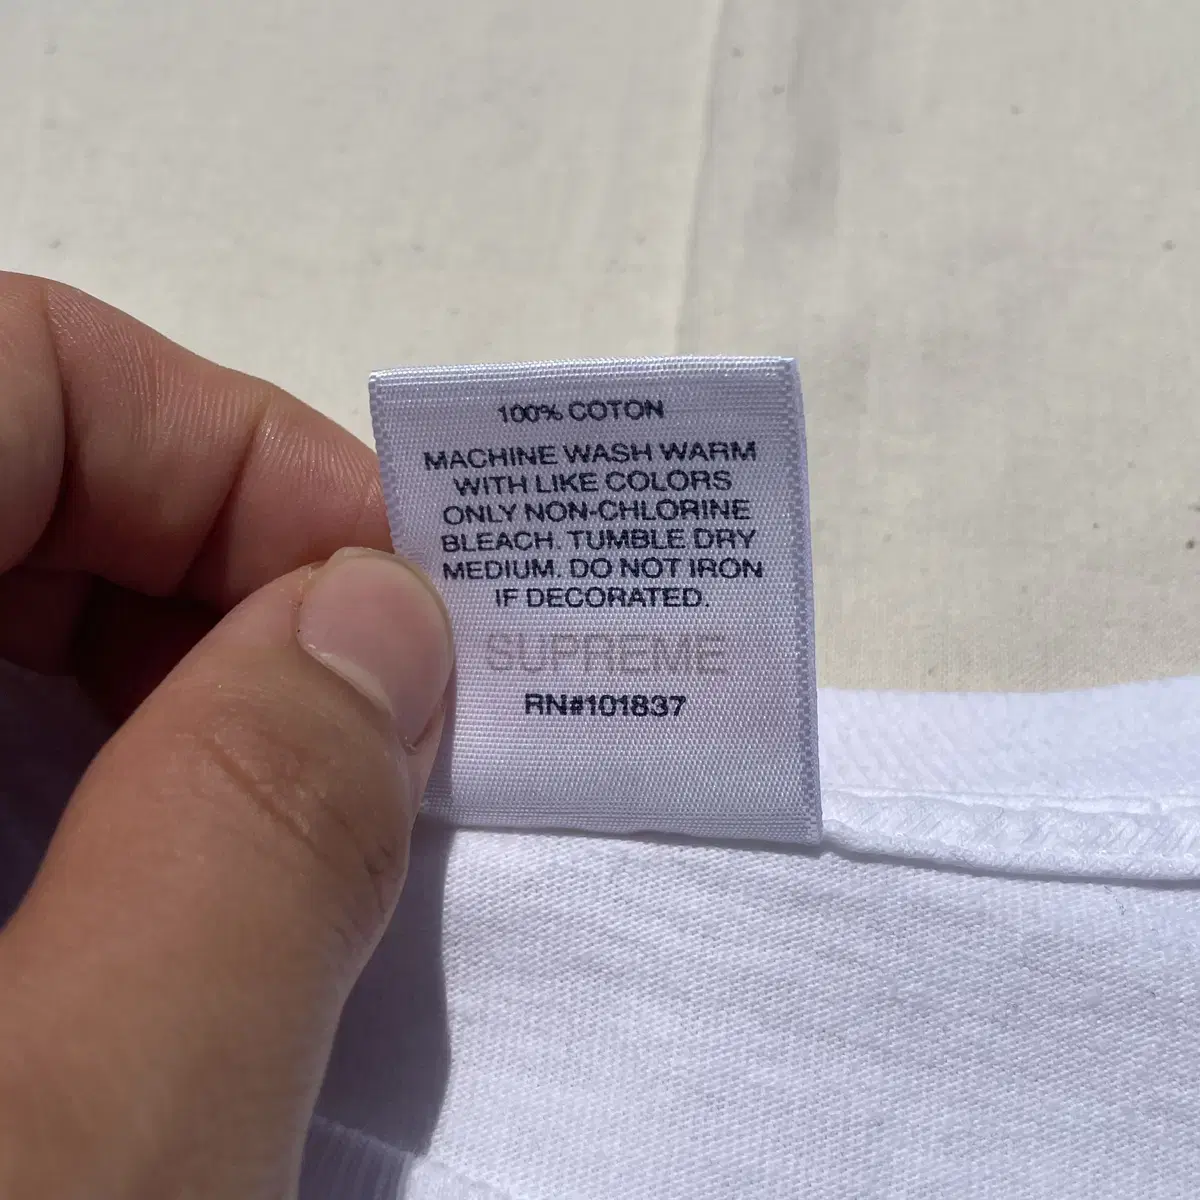 100% COTON
MACHINE WASH WARM
WITH LIKE COLORS
ONLY NON-CHLORINE
BLEACH. TUMBLE DRY
MEDIUM. DO NOT IRON
IF DECORATED.
SUPREME
RN#101837